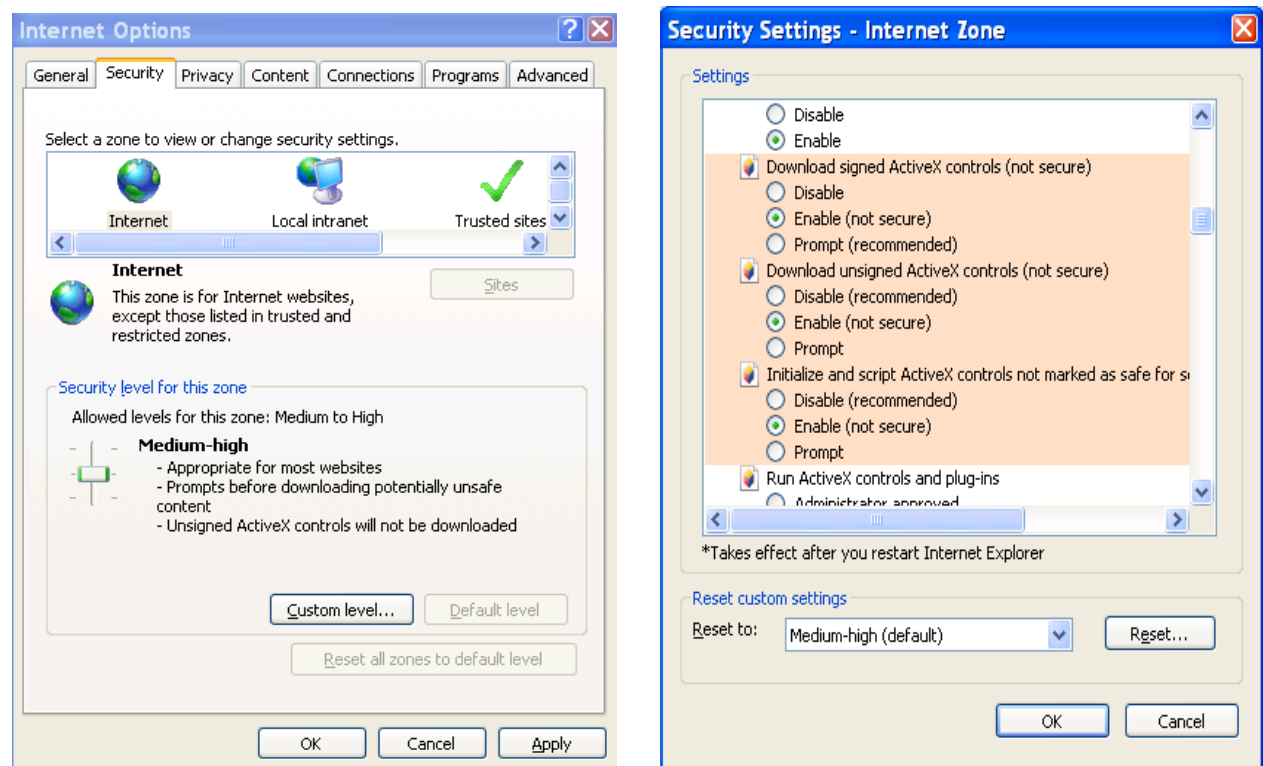 Internet Options
General Security Privacy Content Connections Programs Advanced
Select a zone to view or change security settings.
Internet Local intranet Trusted sites
Internet
Sites
This zone is for Internet websites,
except those listed in trusted and
restricted zones.
Security level for this zone
Allowed levels for this zone: Medium to High
Medium-high
- Appropriate for most websites
- Prompts before downloading potentially unsafe
content
- Unsigned ActiveX controls will not be downloaded
Custom level... Default level
Reset all zones to default level
OK Cancel Apply
Security Settings - Internet Zone
Settings
Disable
Enable
Download signed ActiveX controls (not secure)
Disable
Enable (not secure)
Prompt (recommended)
Download unsigned ActiveX controls (not secure)
Disable (recommended)
Enable (not secure)
Prompt
Initialize and script ActiveX controls not marked as safe for
Disable (recommended)
Enable (not secure)
Prompt
Run ActiveX controls and plug-ins
Administrator approved
*Takes effect after you restart Internet Explorer
Reset custom settings
Reset to: Medium-high (default) Reset...
OK Cancel